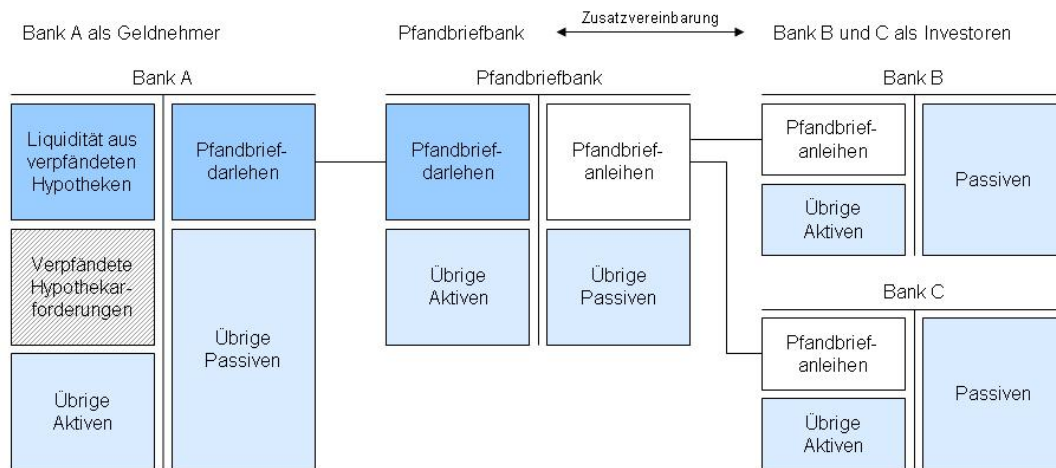 Zusatzvereinbarung
Bank A als Geldnehmer
Pfandbriefbank
Bank B und C als Investoren
Bank A
Liquidität aus
verpfändeten
Hypotheken
Pfandbrief-
darlehen
Verpfändete
Hypothekar-
forderungen
Übrige
Passiven
Übrige
Aktiven
Pfandbriefbank
Pfandbrief-
darlehen
Pfandbrief-
anleihen
Übrige
Aktiven
Übrige
Passiven
Bank B
Pfandbrief-
anleihen
Passiven
Übrige
Aktiven
Bank C
Pfandbrief-
anleihen
Passiven
Übrige
Aktiven